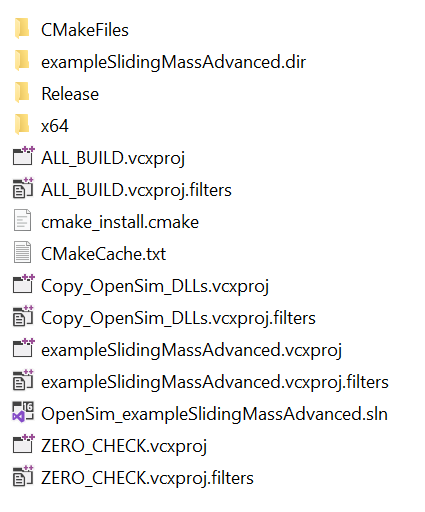 CMakeFiles
exampleSlidingMassAdvanced.dir
Release
x64
ALL_BUILD.vcxproj
ALL_BUILD.vcxproj.filters
cmake_install.cmake
CMakeCache.txt
Copy_OpenSim_DLLs.vcxproj
Copy_OpenSim_DLLs.vcxproj.filters
exampleSlidingMassAdvanced.vcxproj
exampleSlidingMassAdvanced.vcxproj.filters
OpenSim_exampleSlidingMassAdvanced.sln
ZERO_CHECK.vcxproj
ZERO_CHECK.vcxproj.filters